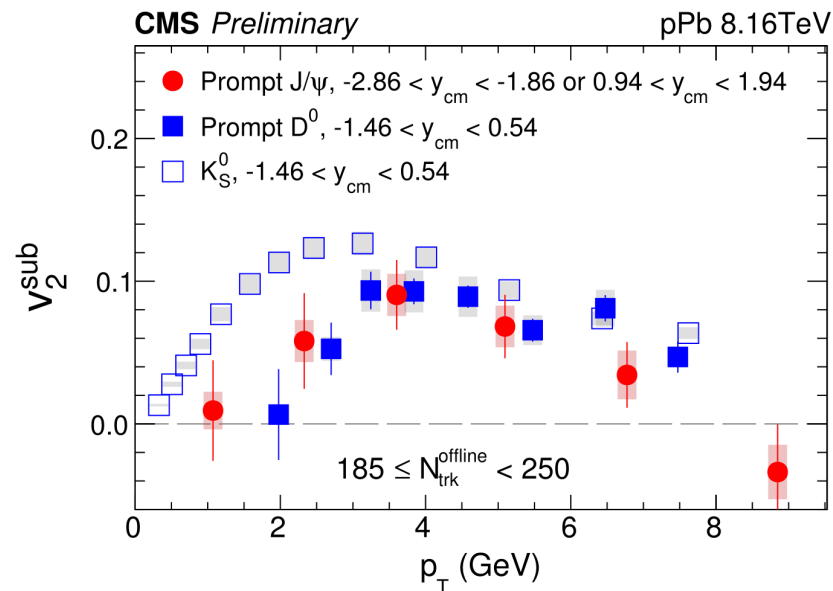 CMS Preliminary pPb 8.16TeV
Prompt J/ψ, -2.86 < y_cm < -1.86 or 0.94 < y_cm < 1.94
Prompt D^0, -1.46 < y_cm < 0.54
K_S^0, -1.46 < y_cm < 0.54
0.2
0.1
0.0
v_2^sub
185 ≤ N_trk^offline < 250
0 2 4 6 8
p_T (GeV)